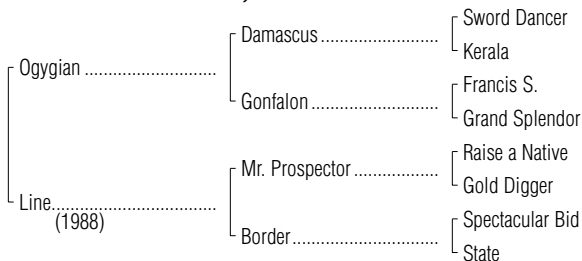 Sword Dancer
Damascus ........................
Kerala
Ogygian ...........................
Francis S.
Gonfalon ..........................
Grand Splendor
Raise a Native
Mr. Prospector .................
Gold Digger
Line.................................
(1988)
Spectacular Bid
Border..............................
State